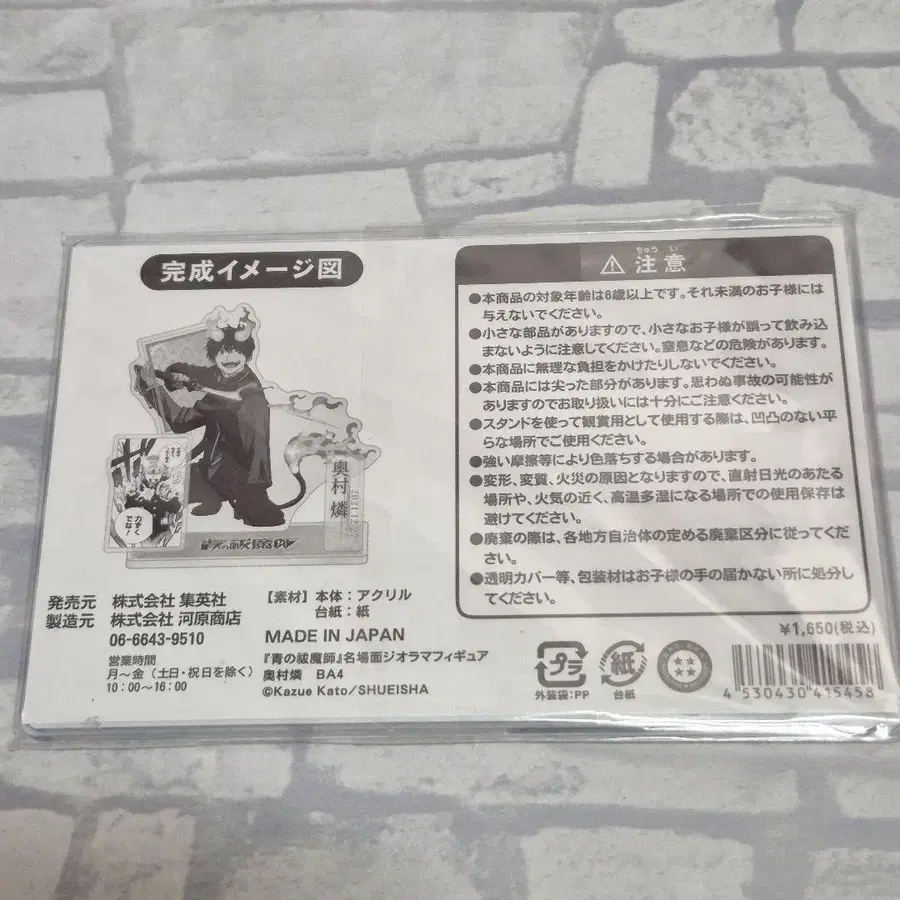 完成イメージ図
力ずくでな!
奥村 燐
青の祓魔師
発売元 株式会社 集英社
製造元 株式会社 河原商店
06-6643-9510
営業時間
月~金(土日・祝日を除く)
10:00~16:00
【素材】本体:アクリル
台紙:紙
MADE IN JAPAN
『青の祓魔師』名場面ジオラマフィギュア
奥村燐 BA4
©Kazue Kato/SHUEISHA
ちゅうい
⚠ 注意
●本商品の対象年齢は6歳以上です。それ未満のお子様には
与えないでください。
●小さな部品がありますので、小さなお子様が誤って飲み込
まないように注意してください。窒息などの危険があります。
●本商品に無理な負担をかけたりしないでください。
●本商品には尖った部分があります。思わぬ事故の可能性が
ありますのでお取り扱いには十分にご注意ください。
●スタンドを使って観賞用として使用する際は、凹凸のない平
らな場所でご使用ください。
●強い摩擦等により色落ちする場合があります。
●変形、変質、火災の原因となりますので、直射日光のあたる
場所や、火気の近く、高温多湿になる場所での使用保存は
避けてください。
●廃棄の際は、各地方自治体の定める廃棄区分に従ってくだ
さい。
●透明カバー等、包装材はお子様の手の届かない所に処分し
てください。
¥1,650(税込)
プラ
外装袋:PP
紙
台紙
4530430415458